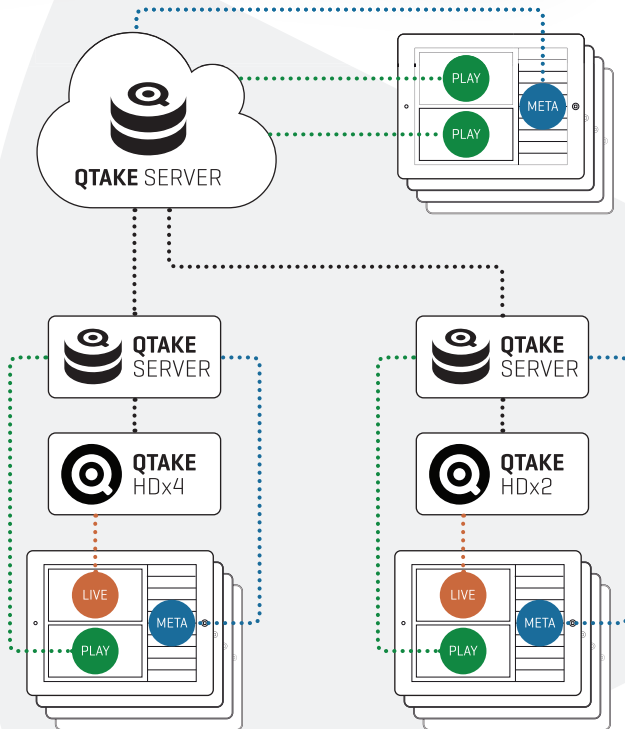 PLAY
META
PLAY
QTAKE SERVER
QTAKE
SERVER
QTAKE
SERVER
QTAKE
HDx4
QTAKE
HDx2
LIVE
META
PLAY
LIVE
META
PLAY